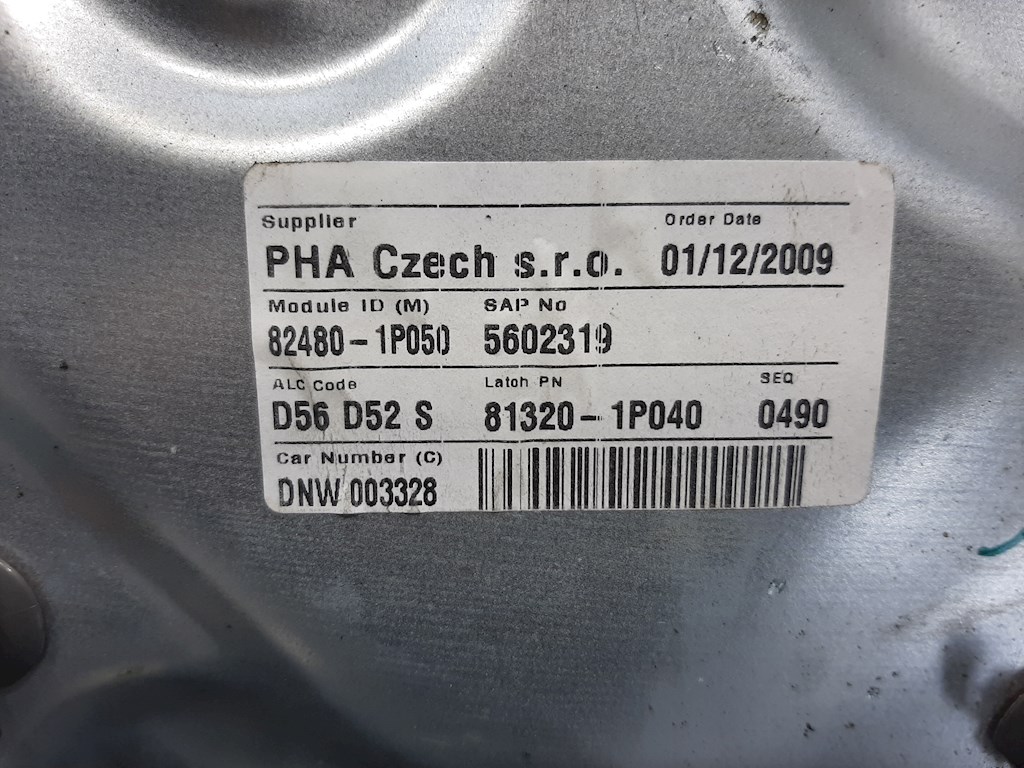 Supplier Order Date
PHA Czech s.r.o. 01/12/2009
Module ID (M) SAP No
82480-1P050 5602319
ALC Code Latch PN SEQ
D56 D52 S 81320-1P040 0490
Car Number (C)
DNW 003328